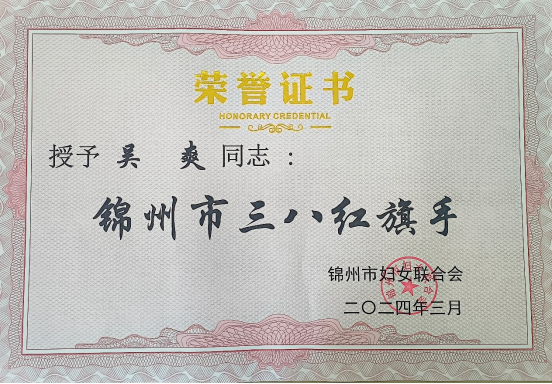 荣誉证书
HONORARY CREDENTIAL
授予 吴 爽 同志：
锦州市三八红旗手
锦州市妇女联合会
二〇二四年三月